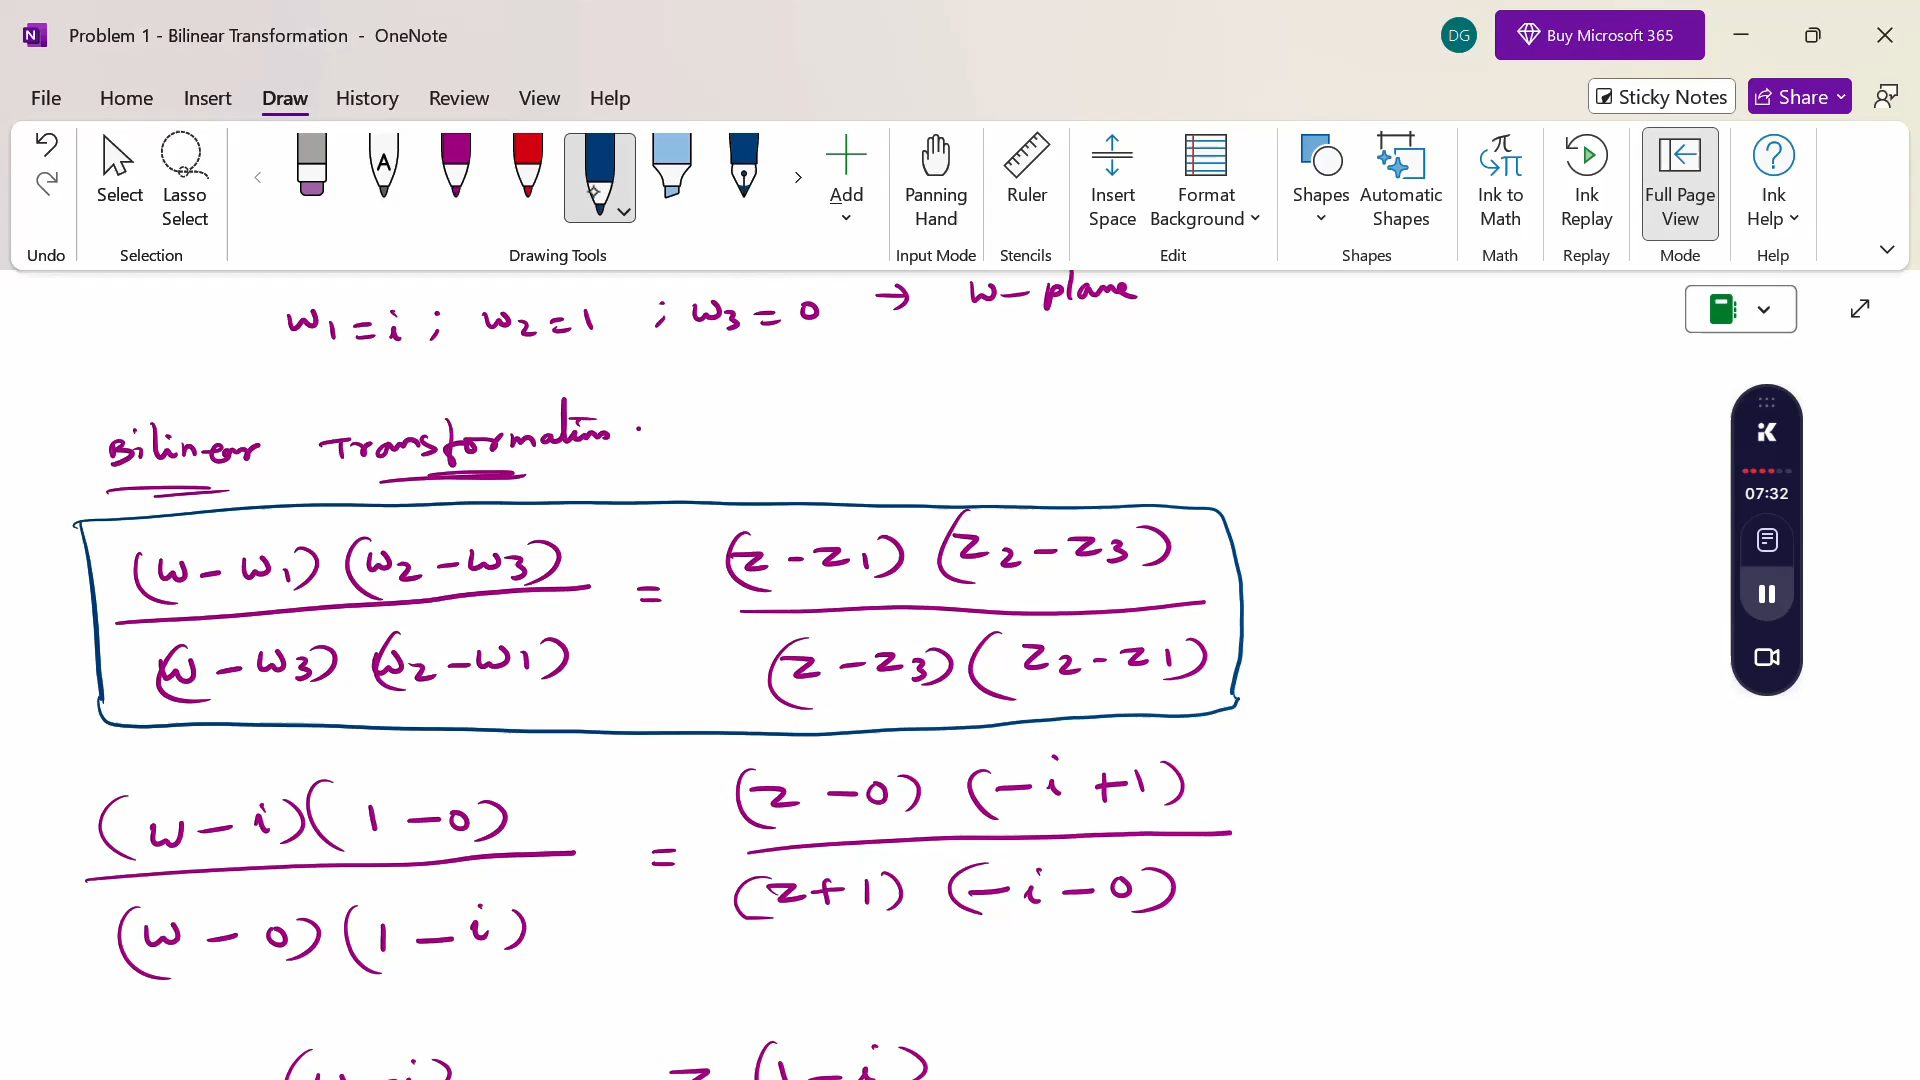 Problem 1 - Bilinear Transformation - OneNote
DG
Buy Microsoft 365
File Home Insert Draw History Review View Help
Sticky Notes Share
Select Lasso Select Add Panning Hand Ruler Insert Space Format Background Shapes Automatic Shapes Ink to Math Ink Replay Full Page View Ink Help
Undo Selection Drawing Tools Input Mode Stencils Edit Shapes Math Replay Mode Help
w1 = i ; w2 = 1 ; w3 = 0 → w-plane
Bilinear Transformation.
07:32
(w - w1) (w2 - w3) = (z - z1) (z2 - z3)
(w - w3) (w2 - w1) (z - z3) (z2 - z1)
(w - i) (1 - 0) = (z - 0) (-i + 1)
(w - 0) (1 - i) (z + 1) (-i - 0)
z (1 - i)